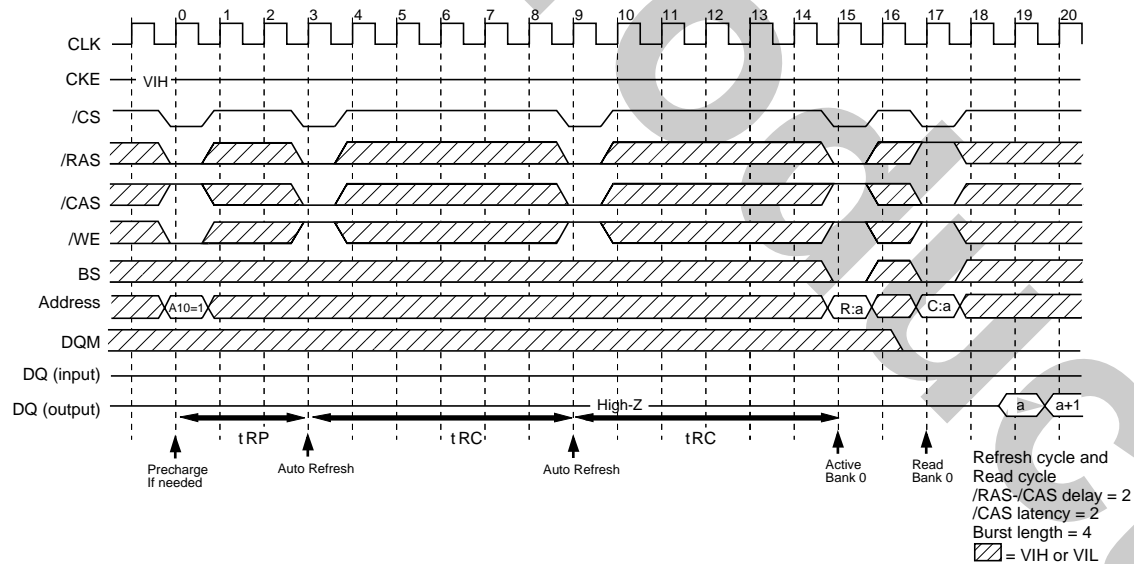 0 1 2 3 4 5 6 7 8 9 10 11 12 13 14 15 16 17 18 19 20
CLK
CKE VIH
/CS
/RAS
/CAS
/WE
BS
Address A10=1 R:a C:a
DQM
DQ (input)
DQ (output) High-Z a a+1
tRP tRC tRC
Precharge
If needed
Auto Refresh
Auto Refresh
Active
Bank 0
Read
Bank 0
Refresh cycle and
Read cycle
/RAS-/CAS delay = 2
/CAS latency = 2
Burst length = 4
= VIH or VIL